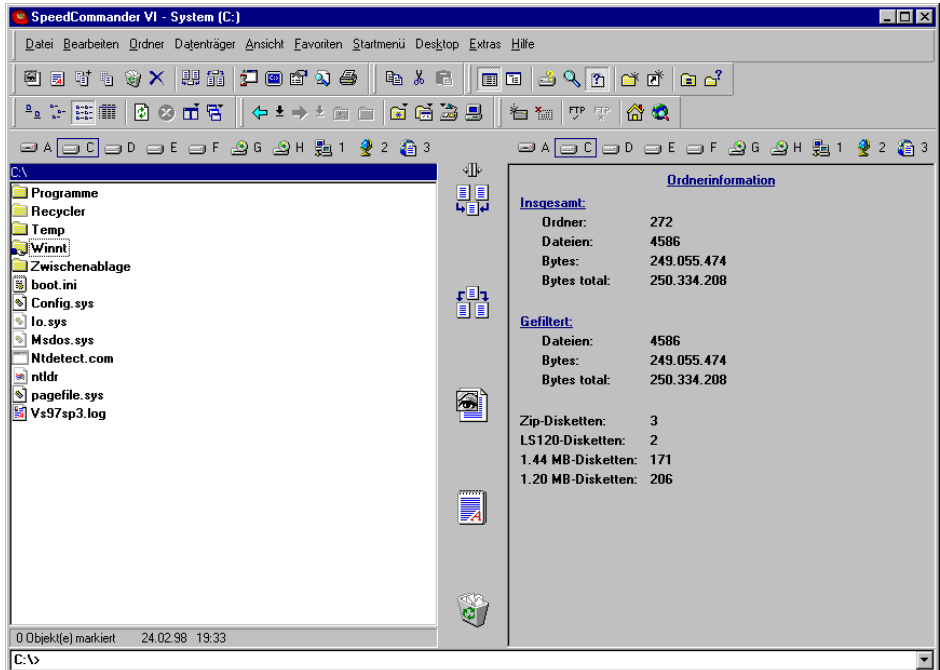 SpeedCommander VI - System (C:)
Datei Bearbeiten Ordner Datenträger Ansicht Favoriten Startmenü Desktop Extras Hilfe
FTP FTP
A C D E F G H 1 2 3 A C D E F G H 1 2 3
C:\
Programme
Recycler
Temp
Winnt
Zwischenablage
boot.ini
Config.sys
Io.sys
Msdos.sys
Ntdetect.com
ntldr
pagefile.sys
Vs97sp3.log
Ordnerinformation
Insgesamt:
Ordner: 272
Dateien: 4586
Bytes: 249.055.474
Bytes total: 250.334.208
Gefiltert:
Dateien: 4586
Bytes: 249.055.474
Bytes total: 250.334.208
Zip-Disketten: 3
LS120-Disketten: 2
1.44 MB-Disketten: 171
1.20 MB-Disketten: 206
0 Objekt(e) markiert 24.02.98 19:33
C:\>